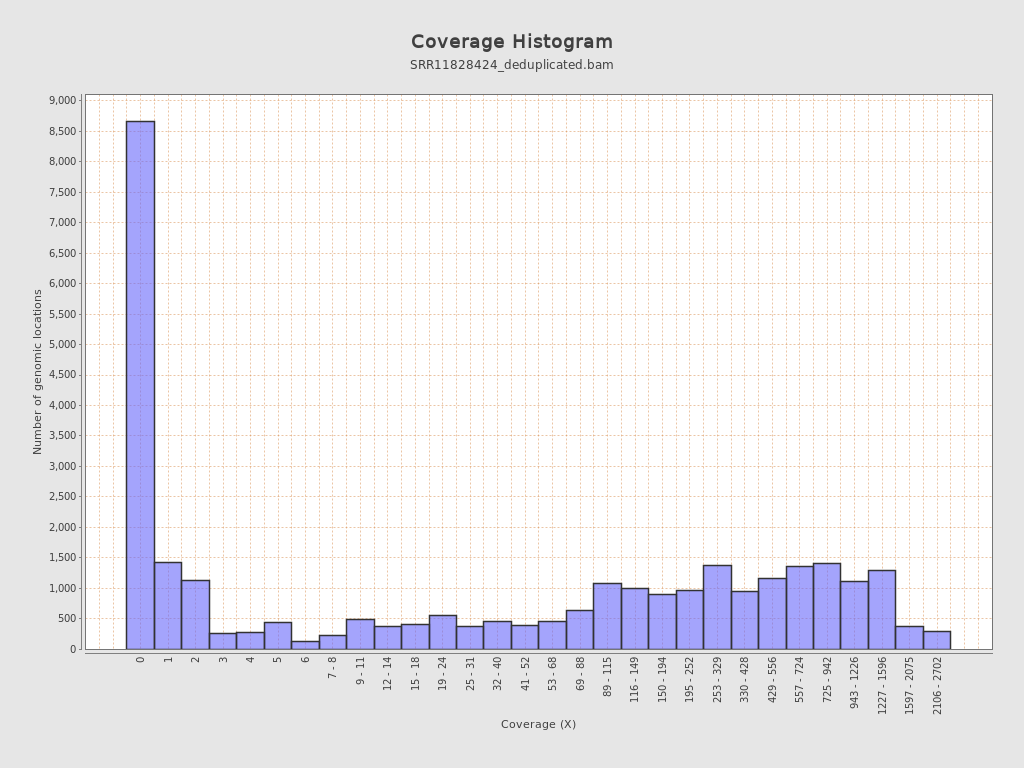 Coverage Histogram
SRR11828424_deduplicated.bam
Number of genomic locations
9,000
8,500
8,000
7,500
7,000
6,500
6,000
5,500
5,000
4,500
4,000
3,500
3,000
2,500
2,000
1,500
1,000
500
0
0
1
2
3
4
5
6
7 - 8
9 - 11
12 - 14
15 - 18
19 - 24
25 - 31
32 - 40
41 - 52
53 - 68
69 - 88
89 - 115
116 - 149
150 - 194
195 - 252
253 - 329
330 - 428
429 - 556
557 - 724
725 - 942
943 - 1226
1227 - 1596
1597 - 2075
2106 - 2702
Coverage (X)